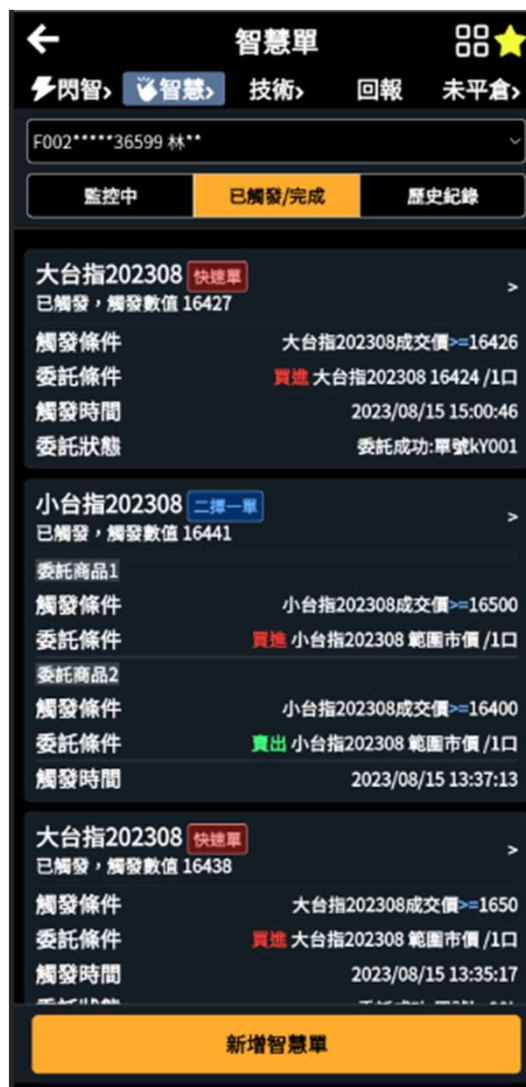 智慧單
閃智› 智慧› 技術› 回報 未平倉›
F002*****36599 林**
監控中 已觸發/完成 歷史紀錄
大台指202308 快速單 >
已觸發,觸發數值 16427
觸發條件 大台指202308成交價>=16426
委託條件 買進 大台指202308 16424 /1口
觸發時間 2023/08/15 15:00:46
委託狀態 委託成功:單號kY001
小台指202308 二擇一單 >
已觸發,觸發數值 16441
委託商品1
觸發條件 小台指202308成交價>=16500
委託條件 買進 小台指202308 範圍市價 /1口
委託商品2
觸發條件 小台指202308成交價>=16400
委託條件 賣出 小台指202308 範圍市價 /1口
觸發時間 2023/08/15 13:37:13
大台指202308 快速單 >
已觸發,觸發數值 16438
觸發條件 大台指202308成交價>=1650
委託條件 買進 大台指202308 範圍市價 /1口
觸發時間 2023/08/15 13:35:17
新增智慧單